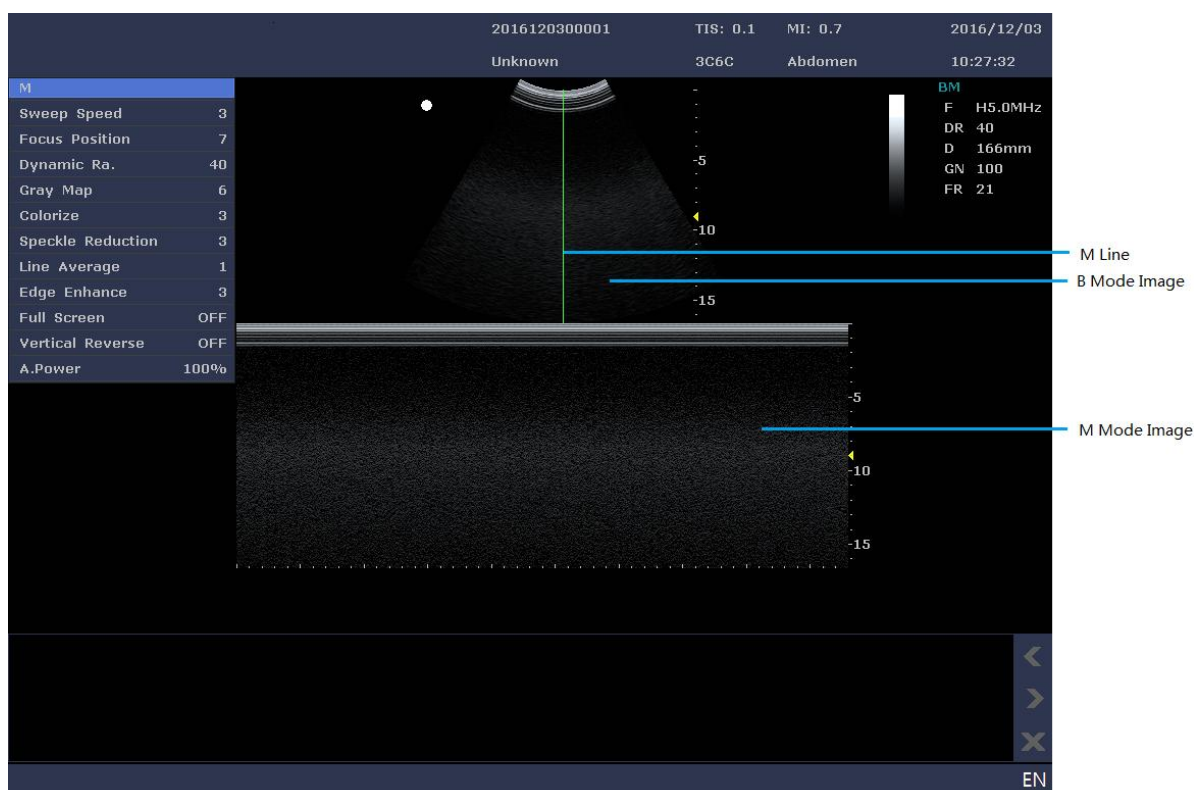 2016120300001 TIS: 0.1 MI: 0.7 2016/12/03
Unknown 3C6C Abdomen 10:27:32
M
Sweep Speed 3
Focus Position 7
Dynamic Ra. 40
Gray Map 6
Colorize 3
Speckle Reduction 3
Line Average 1
Edge Enhance 3
Full Screen OFF
Vertical Reverse OFF
A.Power 100%
-5
-10
-15
BM
F H5.0MHz
DR 40
D 166mm
GN 100
FR 21
M Line
B Mode Image
-5
-10
-15
M Mode Image
EN